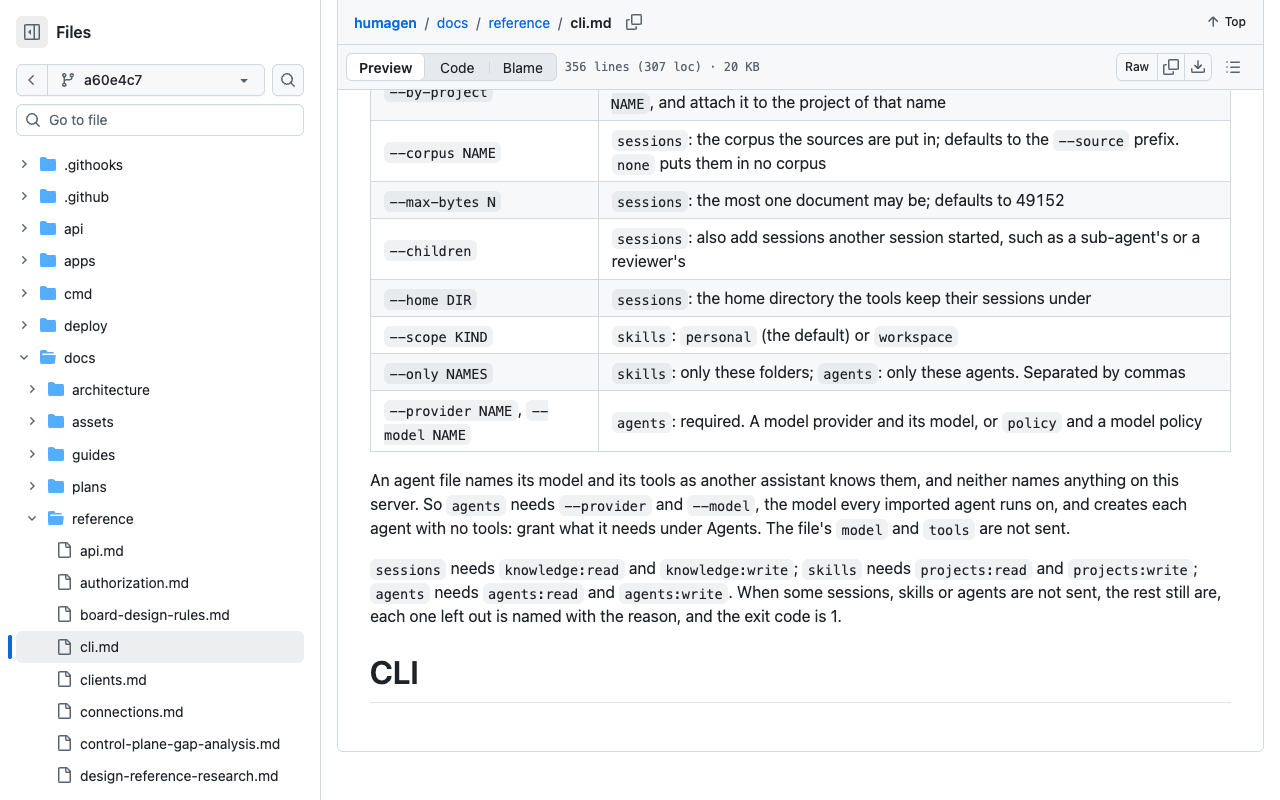 Files
humagen / docs / reference / cli.md
Top
a60e4c7
Preview Code Blame 356 lines (307 loc) · 20 KB
Raw
Go to file
.githooks
.github
api
apps
cmd
deploy
docs
architecture
assets
guides
plans
reference
api.md
authorization.md
board-design-rules.md
cli.md
clients.md
connections.md
control-plane-gap-analysis.md
design-reference-research.md
--by-project
NAME , and attach it to the project of that name
--corpus NAME
sessions : the corpus the sources are put in; defaults to the --source prefix.
none puts them in no corpus
--max-bytes N
sessions : the most one document may be; defaults to 49152
--children
sessions : also add sessions another session started, such as a sub-agent's or a
reviewer's
--home DIR
sessions : the home directory the tools keep their sessions under
--scope KIND
skills : personal (the default) or workspace
--only NAMES
skills : only these folders; agents : only these agents. Separated by commas
--provider NAME , --
model NAME
agents : required. A model provider and its model, or policy and a model policy
An agent file names its model and its tools as another assistant knows them, and neither names anything on this
server. So agents needs --provider and --model , the model every imported agent runs on, and creates each
agent with no tools: grant what it needs under Agents. The file's model and tools are not sent.
sessions needs knowledge:read and knowledge:write ; skills needs projects:read and projects:write ;
agents needs agents:read and agents:write . When some sessions, skills or agents are not sent, the rest still are,
each one left out is named with the reason, and the exit code is 1.
CLI